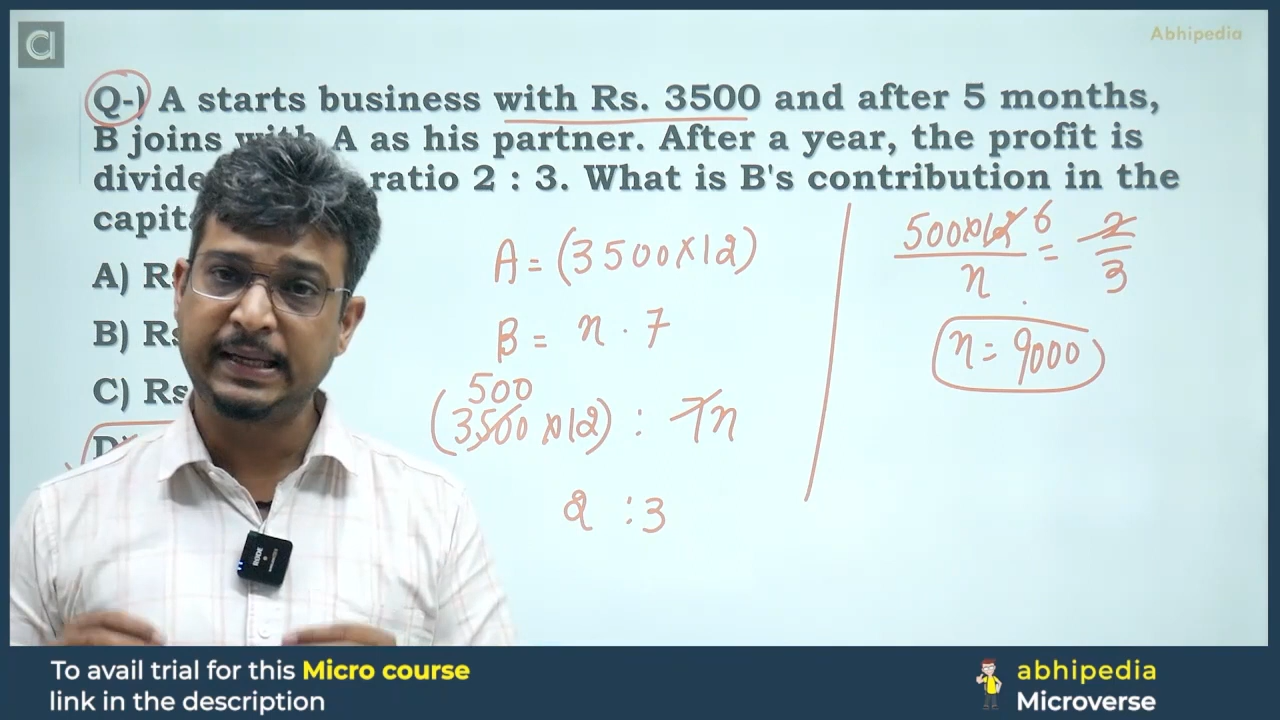 Abhipedia
Q-) A starts business with Rs. 3500 and after 5 months,
B joins with A as his partner. After a year, the profit is
divide ratio 2 : 3. What is B's contribution in the
capit
A) R
B) Rs
C) Rs
D)
A = (3500×12)
B = n . 7
500
(3500×12) : 7n
2 : 3
500×12 6 = 2
n 3
n = 9000
RODE
To avail trial for this Micro course
link in the description
abhipedia
Microverse